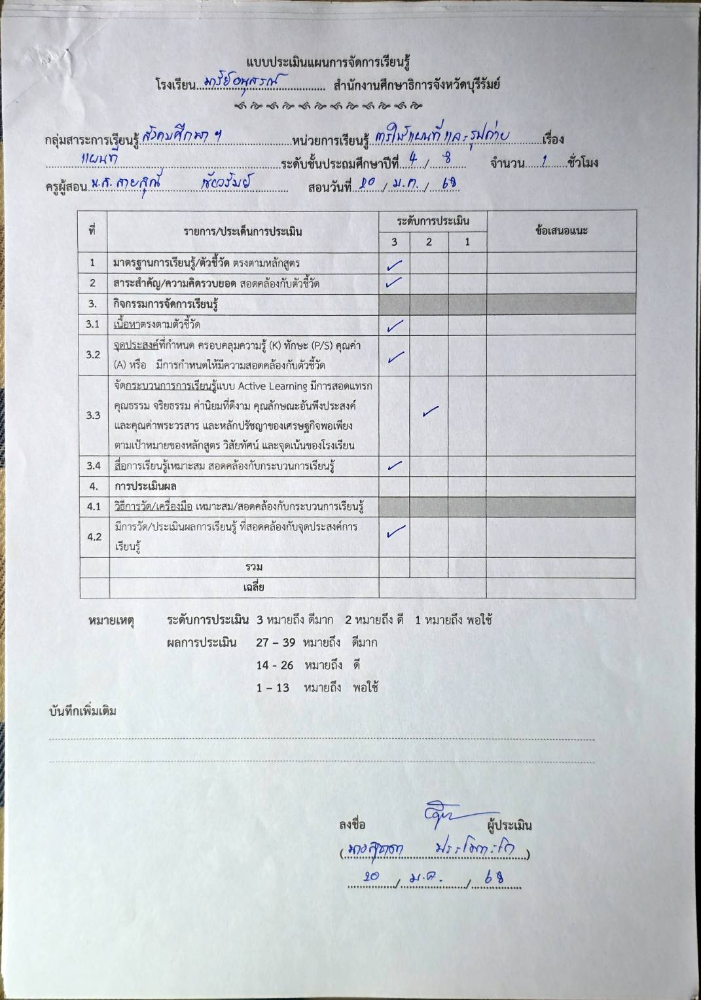 แบบประเมินแผนการจัดการเรียนรู้
โรงเรียน มารีย์อนุสรณ์ สำนักงานศึกษาธิการจังหวัดบุรีรัมย์
กลุ่มสาระการเรียนรู้ สังคมศึกษา ฯ หน่วยการเรียนรู้ การใช้แผนที่และรูปถ่าย เรื่อง
แผนที่ ระดับชั้นประถมศึกษาปีที่ 4 / 8 จำนวน 1 ชั่วโมง
ครูผู้สอน น.ส. สายสุณี สอนวันที่ 20 / ม.ค. / 68
ที่ รายการ/ประเด็นการประเมิน ระดับการประเมิน ข้อเสนอแนะ
3 2 1
1 มาตรฐานการเรียนรู้/ตัวชี้วัด ตรงตามหลักสูตร ✓
2 สาระสำคัญ/ความคิดรวบยอด สอดคล้องกับตัวชี้วัด ✓
3. กิจกรรมการจัดการเรียนรู้
3.1 เนื้อหาตรงตามตัวชี้วัด ✓
3.2 จุดประสงค์ที่กำหนด ครอบคลุมความรู้ (K) ทักษะ (P/S) คุณค่า
(A) หรือ มีการกำหนดให้มีความสอดคล้องกับตัวชี้วัด ✓
3.3 จัดกระบวนการการเรียนรู้แบบ Active Learning มีการสอดแทรก
คุณธรรม จริยธรรม ค่านิยมที่ดีงาม คุณลักษณะอันพึงประสงค์ ✓
และคุณค่าพระวรสาร และหลักปรัชญาของเศรษฐกิจพอเพียง
ตามเป้าหมายของหลักสูตร วิสัยทัศน์ และจุดเน้นของโรงเรียน
3.4 สื่อการเรียนรู้เหมาะสม สอดคล้องกับกระบวนการเรียนรู้ ✓
4. การประเมินผล
4.1 วิธีการวัด/เครื่องมือ เหมาะสม/สอดคล้องกับกระบวนการเรียนรู้
4.2 มีการวัด/ประเมินผลการเรียนรู้ ที่สอดคล้องกับจุดประสงค์การ ✓
เรียนรู้
รวม
เฉลี่ย
หมายเหตุ ระดับการประเมิน 3 หมายถึง ดีมาก 2 หมายถึง ดี 1 หมายถึง พอใช้
ผลการประเมิน 27 – 39 หมายถึง ดีมาก
14 - 26 หมายถึง ดี
1 – 13 หมายถึง พอใช้
บันทึกเพิ่มเติม
ลงชื่อ ผู้ประเมิน
(นางสุชาดา)
20 / ม.ค. / 68